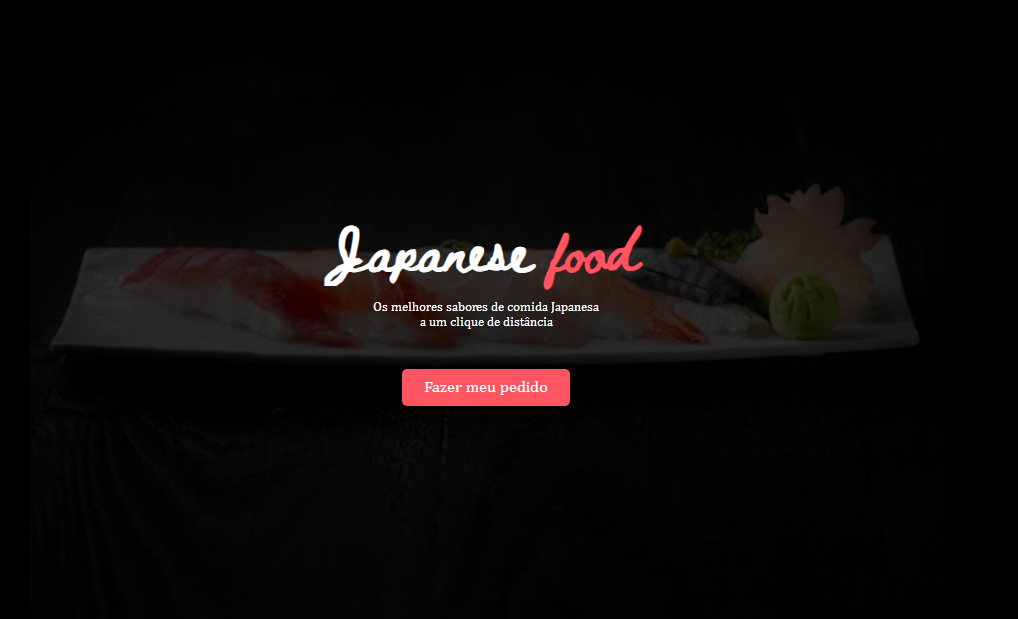 Japanese food
Os melhores sabores de comida Japanesa
a um clique de distância
Fazer meu pedido